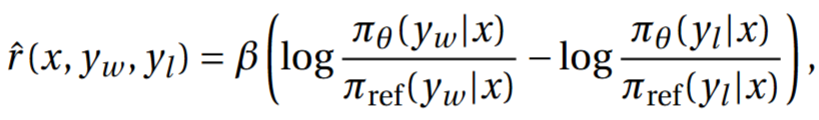 r̂(x, y_w, y_l) = β( log π_θ(y_w|x) / π_ref(y_w|x) − log π_θ(y_l|x) / π_ref(y_l|x) ),